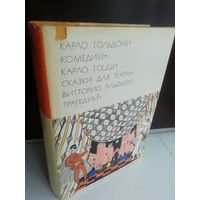 КАРЛО ГОЛЬДОНИ
КОМЕДИИ•
КАРЛО ГОЦЦИ
СКАЗКИ ДЛЯ ТЕАТРА•
ВИТТОРИО АЛЬФЬЕРИ
ТРАГЕДИИ•